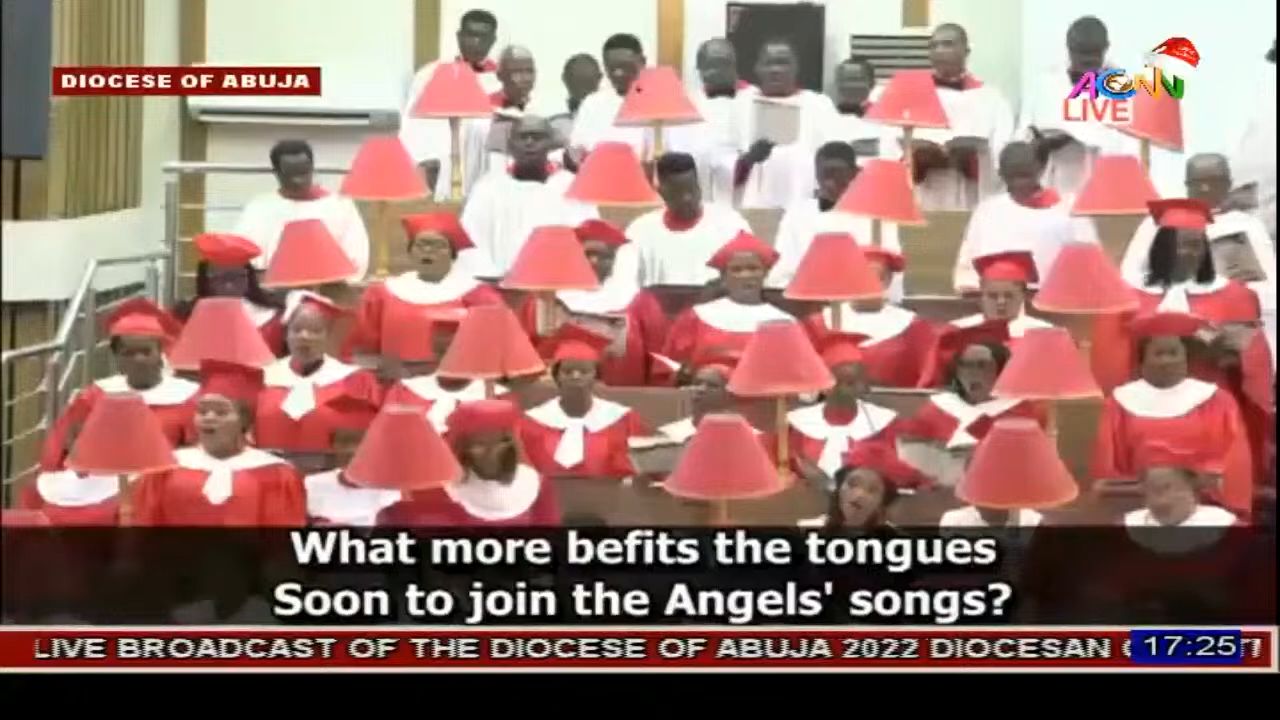 DIOCESE OF ABUJA
ACNN
LIVE
What more befits the tongues
Soon to join the Angels' songs?
LIVE BROADCAST OF THE DIOCESE OF ABUJA 2022 DIOCESAN
17:25